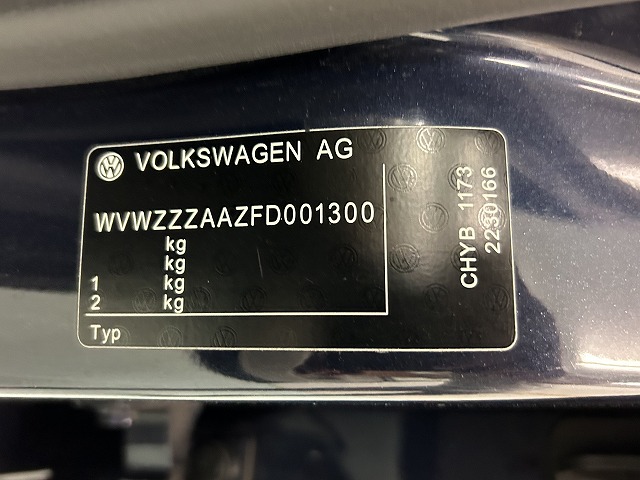 VOLKSWAGEN AG
WVWZZZAAZFD001300
kg
kg
1 kg
2 kg
Typ
CHYB 1173
2230166